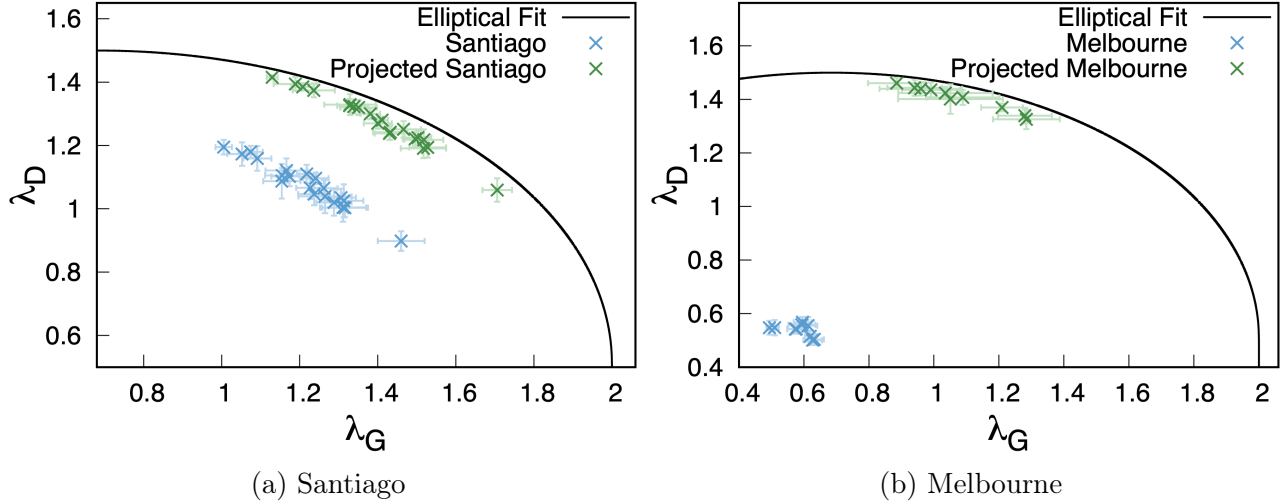 1.6
1.4
1.2
1
0.8
0.6
λD
Elliptical Fit
Santiago
Projected Santiago
0.8
1
1.2
1.4
1.6
1.8
2
λG
(a) Santiago
1.6
1.4
1.2
1
0.8
0.6
0.4
λD
Elliptical Fit
Melbourne
Projected Melbourne
0.4
0.6
0.8
1
1.2
1.4
1.6
1.8
2
λG
(b) Melbourne